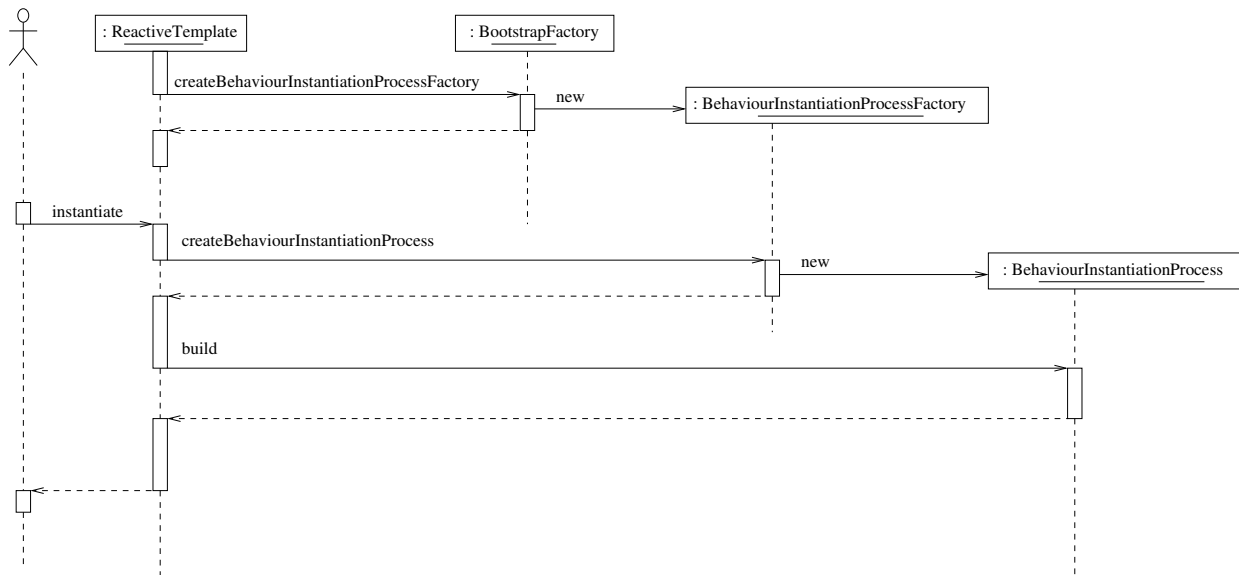 : ReactiveTemplate
: BootstrapFactory
createBehaviourInstantiationProcessFactory
new
: BehaviourInstantiationProcessFactory
instantiate
createBehaviourInstantiationProcess
new
: BehaviourInstantiationProcess
build